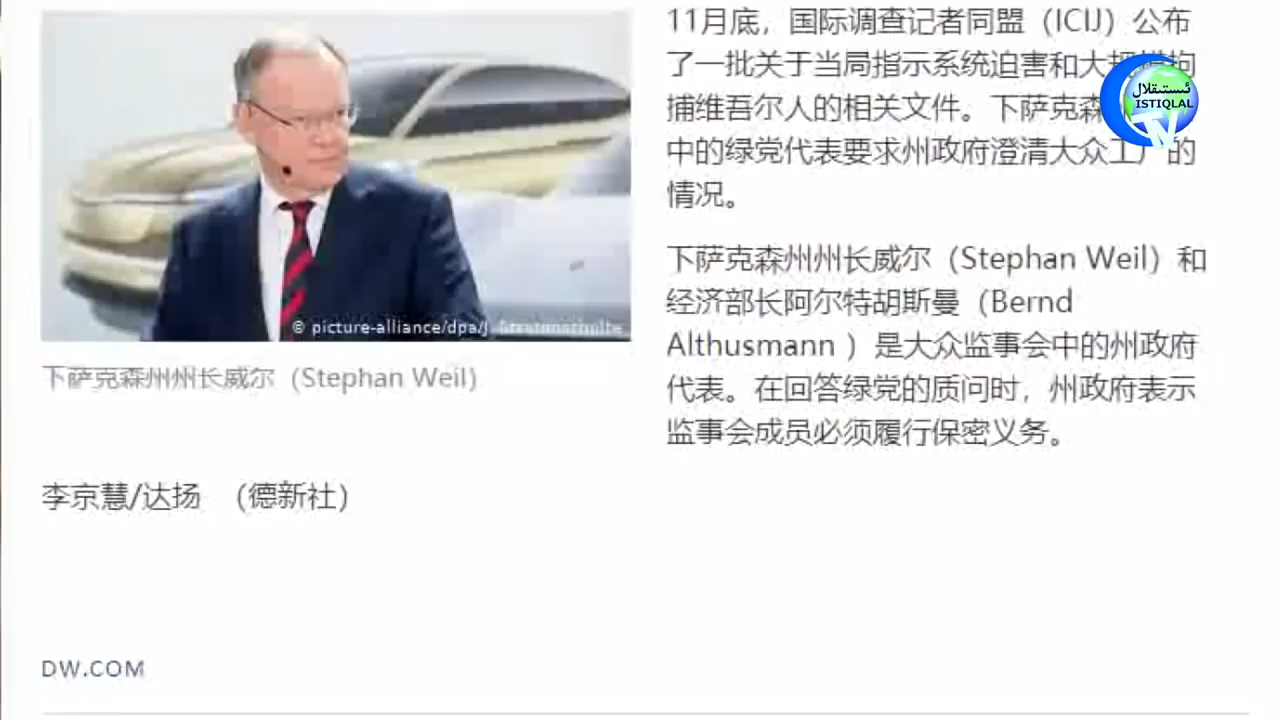 11月底，国际调查记者同盟（ICIJ）公布
了一批关于当局指示系统迫害和大规模拘
捕维吾尔人的相关文件。下萨克森
中的绿党代表要求州政府澄清大众工厂的
情况。
下萨克森州州长威尔（Stephan Weil）和
经济部长阿尔特胡斯曼（Bernd
Althusmann ）是大众监事会中的州政府
代表。在回答绿党的质问时，州政府表示
监事会成员必须履行保密义务。
© picture-alliance/dpa/J. Stratenschulte
下萨克森州州长威尔（Stephan Weil）
李京慧/达扬 （德新社）
DW.COM
ئىستىقلال
ISTIQLAL
TV